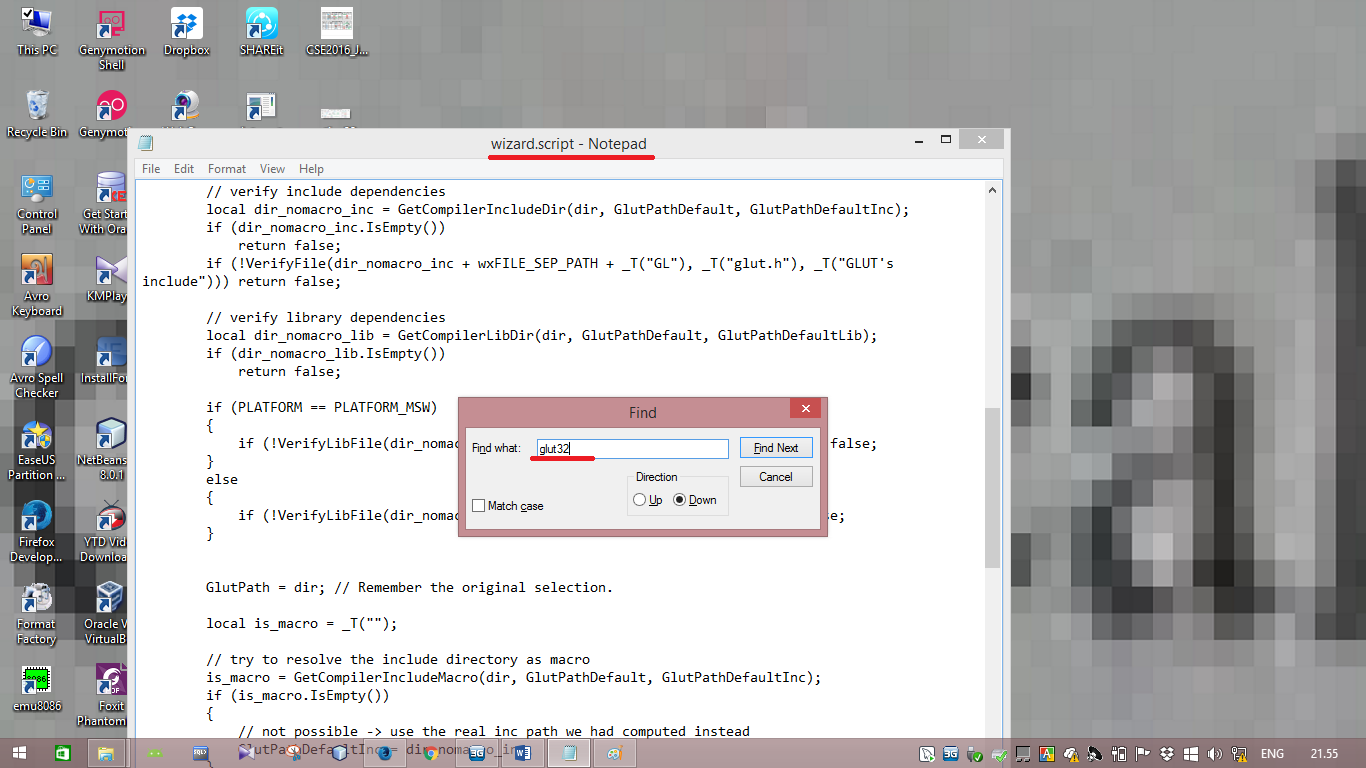 This PC
Genymotion
Shell
Dropbox
SHAREit
CSE2016_J...
Recycle Bin
Control
Panel
Avro
Keyboard
Avro Spell
Checker
EaseUS
Partition ...
NetBeans
8.0.1
Firefox
Develop...
YTD Vid
Downloa
Format
Factory
Oracle V
VirtualB
emu8086
Foxit
Phantom
Genymoti
Get Start
With Ora
KMPlay
InstallFor
wizard.script - Notepad
File Edit Format View Help
// verify include dependencies
local dir_nomacro_inc = GetCompilerIncludeDir(dir, GlutPathDefault, GlutPathDefaultInc);
if (dir_nomacro_inc.IsEmpty())
return false;
if (!VerifyFile(dir_nomacro_inc + wxFILE_SEP_PATH + _T("GL"), _T("glut.h"), _T("GLUT's
include"))) return false;
// verify library dependencies
local dir_nomacro_lib = GetCompilerLibDir(dir, GlutPathDefault, GlutPathDefaultLib);
if (dir_nomacro_lib.IsEmpty())
return false;
if (PLATFORM == PLATFORM_MSW)
{
if (!VerifyLibFile(dir_nomac false;
}
else
{
if (!VerifyLibFile(dir_nomac se;
}
GlutPath = dir; // Remember the original selection.
local is_macro = _T("");
// try to resolve the include directory as macro
is_macro = GetCompilerIncludeMacro(dir, GlutPathDefault, GlutPathDefaultInc);
if (is_macro.IsEmpty())
{
// not possible -> use the real inc path we had computed instead
GlutPathDefaultInc = dir_nomacro_inc
Find
Find what: glut32 Find Next
Direction Cancel
Up Down
Match case
ENG 21.55